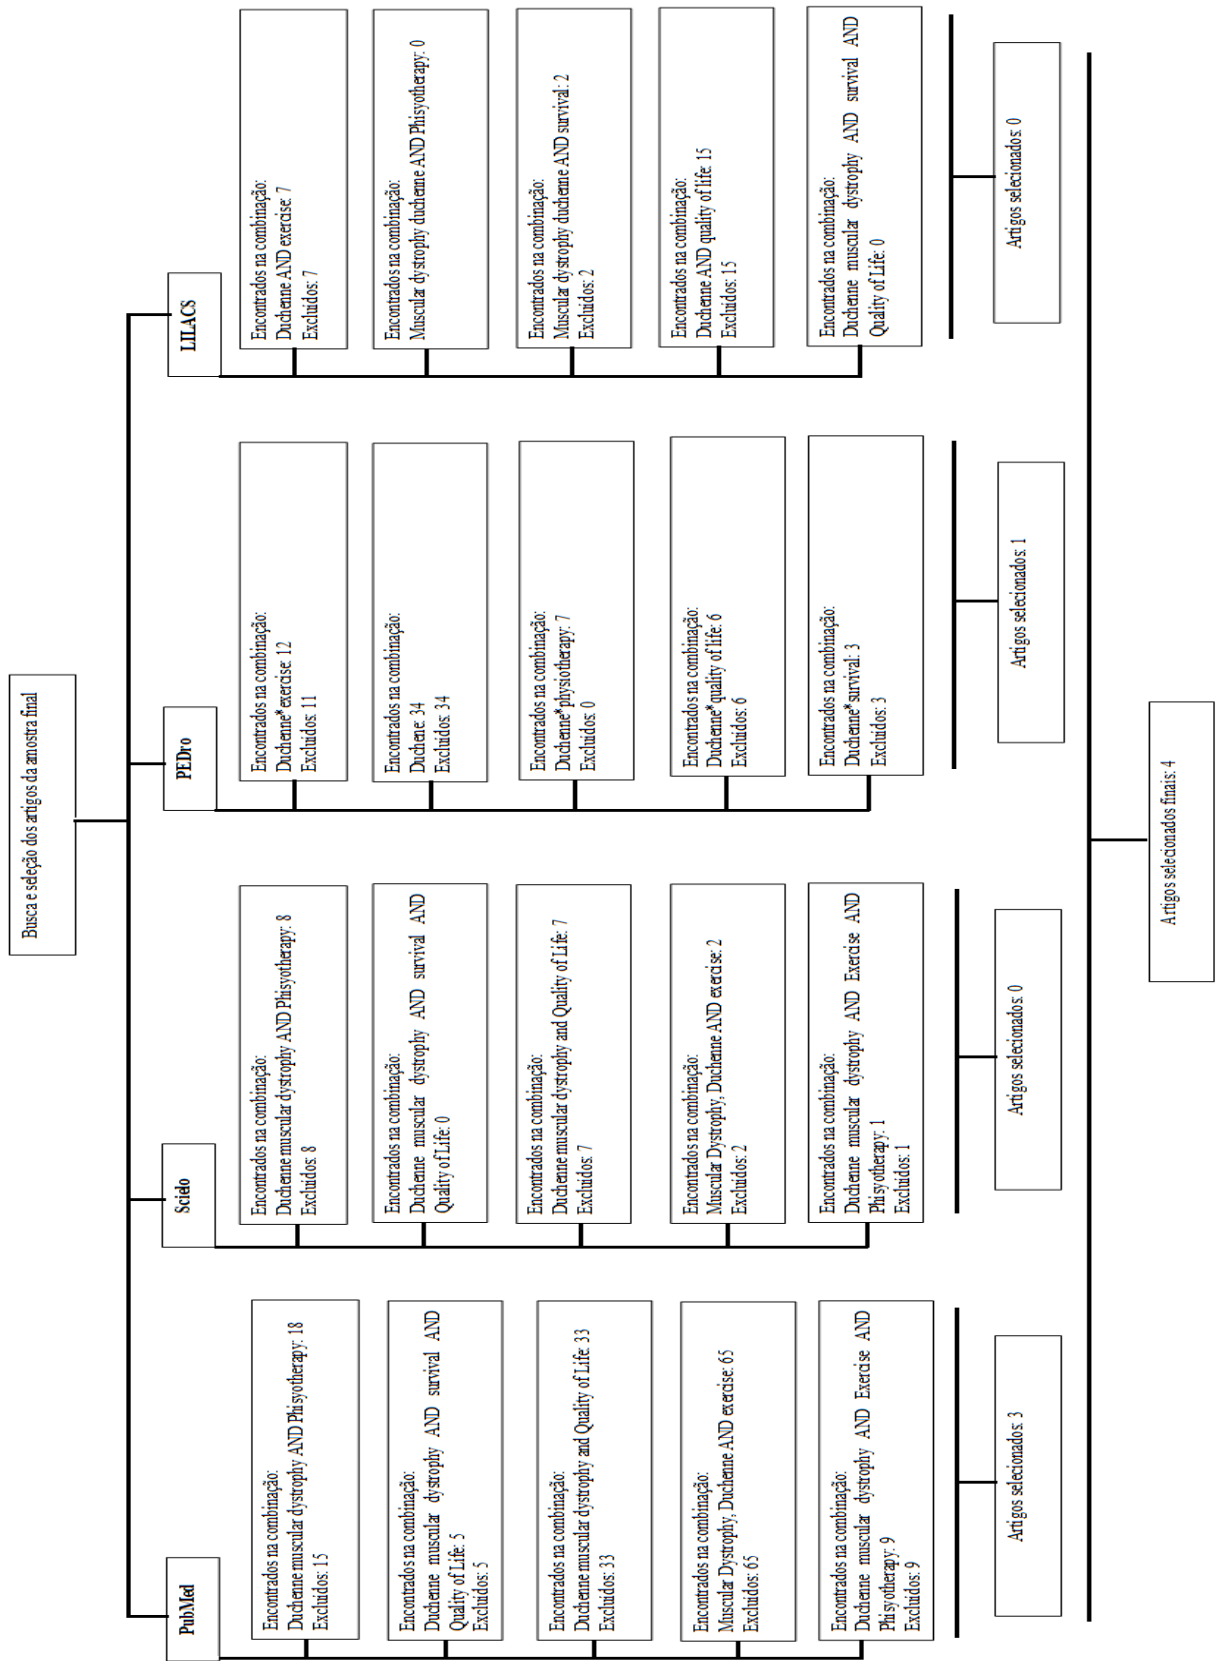 Busca e seleção dos artigos da amostra final
PubMed
Encontrados na combinação:
Duchenne muscular dystrophy AND Phisyotherapy: 18
Excluídos: 15
Encontrados na combinação:
Duchenne muscular dystrophy AND survival AND
Quality of Life: 5
Excluídos: 5
Encontrados na combinação:
Duchenne muscular dystrophy and Quality of Life: 33
Excluídos: 33
Encontrados na combinação:
Muscular Dystrophy, Duchenne AND exercise: 65
Excluídos: 65
Encontrados na combinação:
Duchenne muscular dystrophy AND Exercise AND
Phisyotherapy: 9
Excluídos: 9
Artigos selecionados: 3
Scielo
Encontrados na combinação:
Duchenne muscular dystrophy AND Phisyotherapy: 8
Excluídos: 8
Encontrados na combinação:
Duchenne muscular dystrophy AND survival AND
Quality of Life: 0
Encontrados na combinação:
Duchenne muscular dystrophy and Quality of Life: 7
Excluídos: 7
Encontrados na combinação:
Muscular Dystrophy, Duchenne AND exercise: 2
Excluídos: 2
Encontrados na combinação:
Duchenne muscular dystrophy AND Exercise AND
Phisyotherapy: 1
Excluídos: 1
Artigos selecionados: 0
PEDro
Encontrados na combinação:
Duchenne* exercise: 12
Excluídos: 11
Encontrados na combinação:
Duchene: 34
Excluídos: 34
Encontrados na combinação:
Duchenne* physiotherapy: 7
Excluídos: 0
Encontrados na combinação:
Duchenne* quality of life: 6
Excluídos: 6
Encontrados na combinação:
Duchenne* survival: 3
Excluídos: 3
Artigos selecionados: 1
LILACS
Encontrados na combinação:
Duchenne AND exercise: 7
Excluídos: 7
Encontrados na combinação:
Muscular dystrophy duchenne AND Phisyotherapy: 0
Encontrados na combinação:
Muscular dystrophy duchenne AND survival: 2
Excluídos: 2
Encontrados na combinação:
Duchenne AND quality of life: 15
Excluídos: 15
Encontrados na combinação:
Duchenne muscular dystrophy AND survival AND
Quality of Life: 0
Artigos selecionados: 0
Artigos selecionados finais: 4